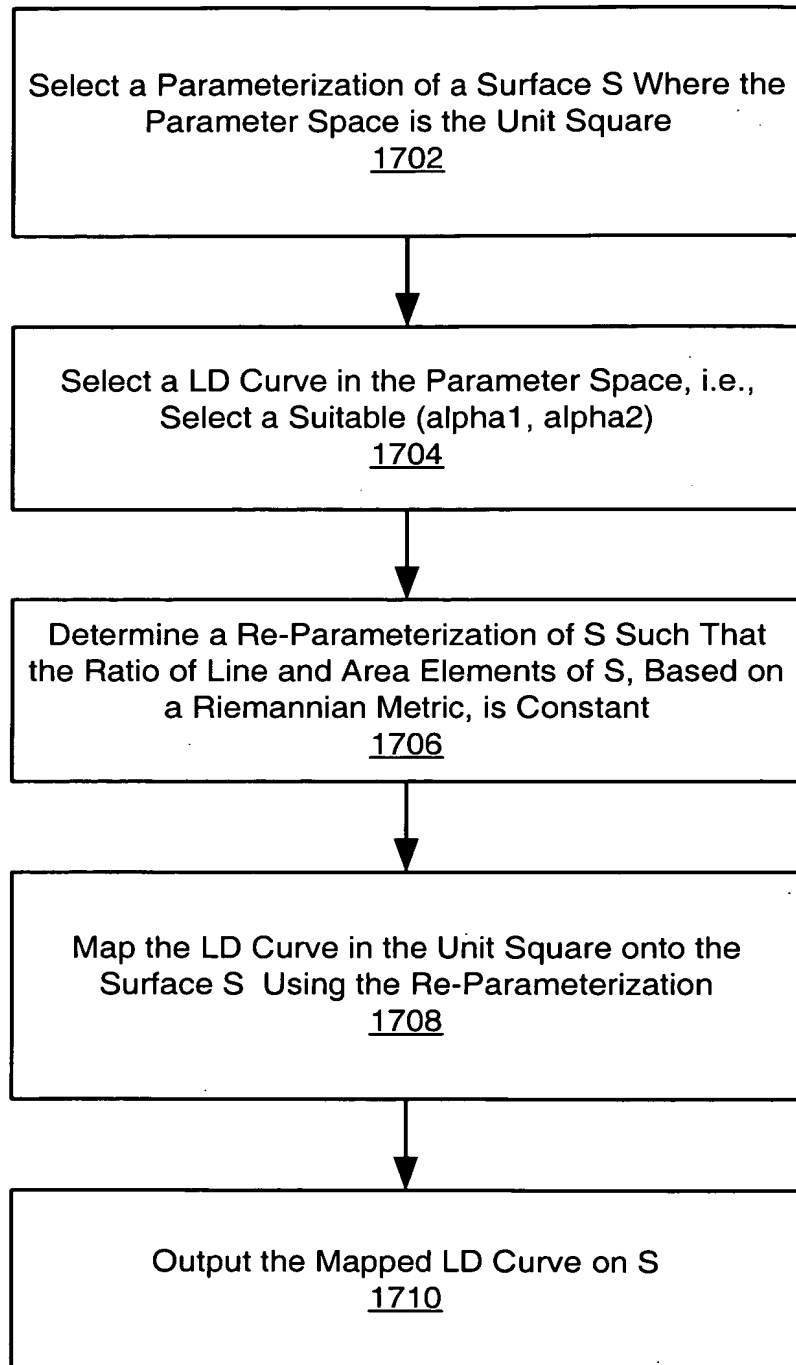 Select a Parameterization of a Surface S Where the
Parameter Space is the Unit Square
1702
Select a LD Curve in the Parameter Space, i.e.,
Select a Suitable (alpha1, alpha2)
1704
Determine a Re-Parameterization of S Such That
the Ratio of Line and Area Elements of S, Based on
a Riemannian Metric, is Constant
1706
Map the LD Curve in the Unit Square onto the
Surface S Using the Re-Parameterization
1708
Output the Mapped LD Curve on S
1710